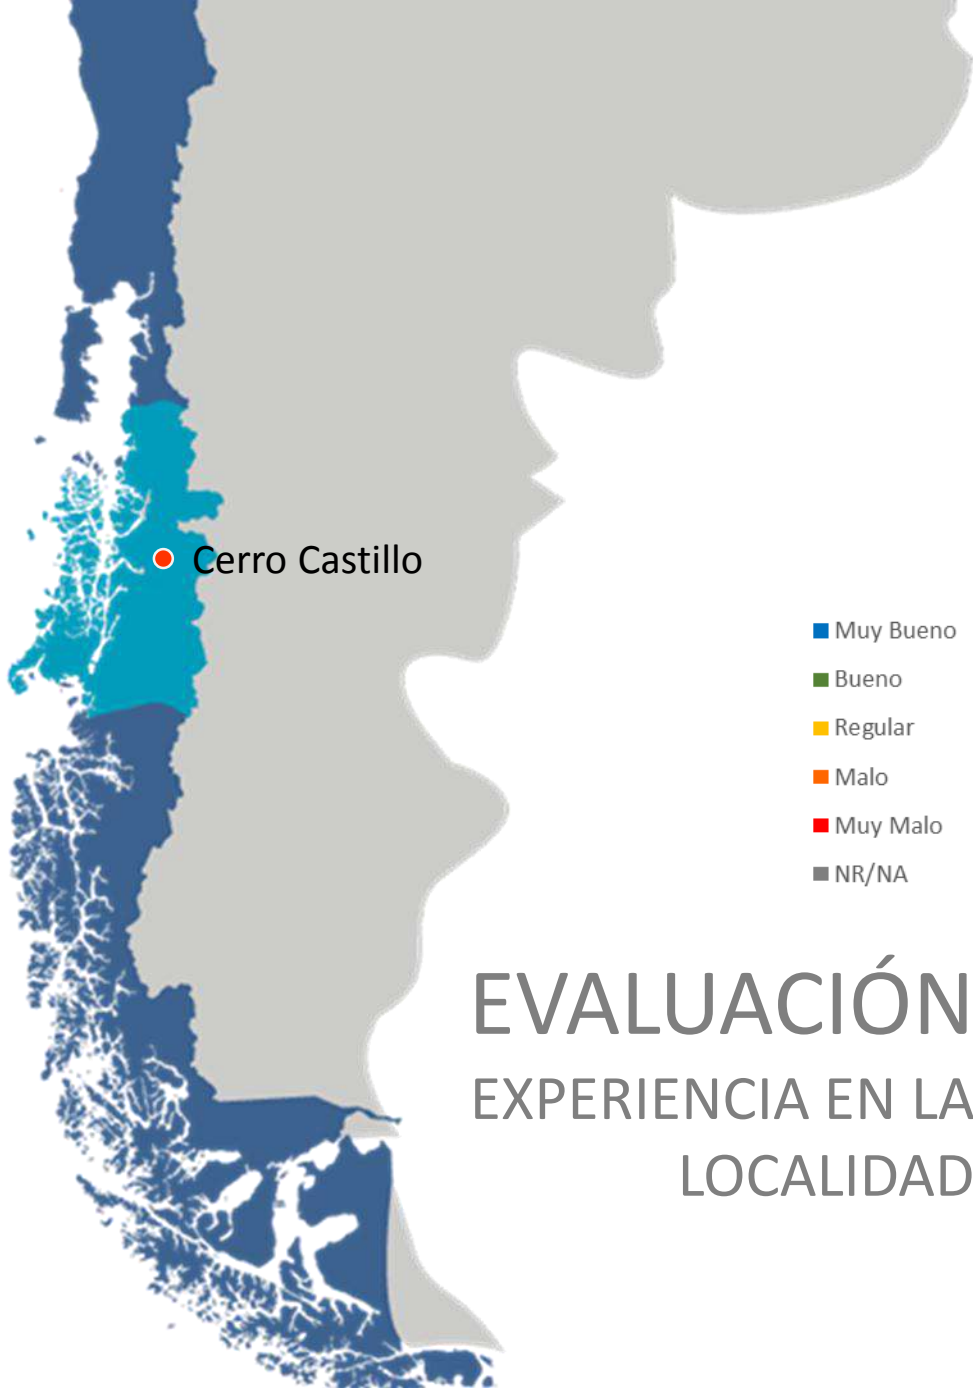 Cerro Castillo
Muy Bueno
Bueno
Regular
Malo
Muy Malo
NR/NA
EVALUACIÓN
EXPERIENCIA EN LA
LOCALIDAD